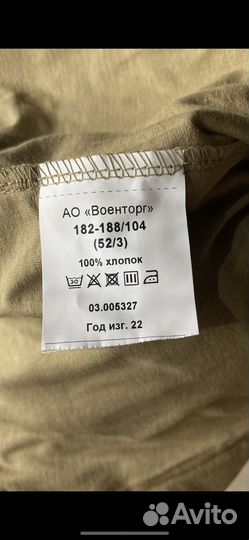 АО «Военторг»
182-188/104
(52/3)
100% хлопок
30
03.005327
Год изг. 22
Avito